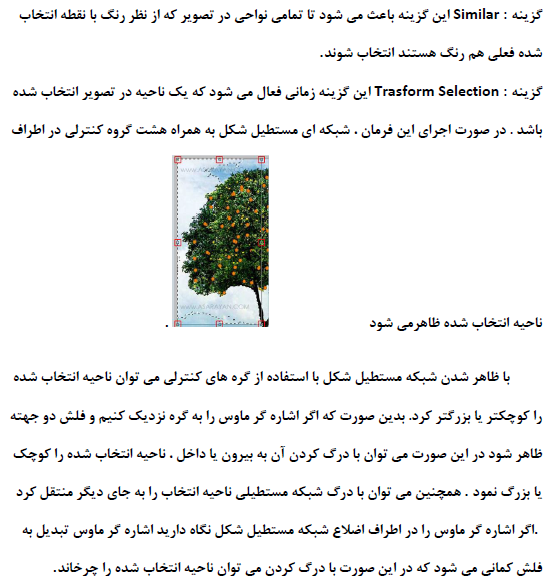 گزینه : Similar این گزینه باعث می شود تا تمامی نواحی در تصویر که از نظر رنگ با نقطه انتخاب
شده فعلی هم رنگ هستند انتخاب شوند.
گزینه : Trasform Selection این گزینه زمانی فعال می شود که یک ناحیه در تصویر انتخاب شده
باشد . در صورت اجرای این فرمان ، شبکه ای مستطیل شکل به همراه هشت گروه کنترلی در اطراف
ناحیه انتخاب شده ظاهرمی شود .
با ظاهر شدن شبکه مستطیل شکل با استفاده از گره های کنترلی می توان ناحیه انتخاب شده
را کوچکتر یا بزرگتر کرد. بدین صورت که اگر اشاره گر ماوس را به گره نزدیک کنیم و فلش دو جهته
ظاهر شود در این صورت می توان با درگ کردن آن به بیرون یا داخل ، ناحیه انتخاب شده را کوچک
یا بزرگ نمود . همچنین می توان با درگ شبکه مستطیلی ناحیه انتخاب را به جای دیگر منتقل کرد
.اگر اشاره گر ماوس را در اطراف اضلاع شبکه مستطیل شکل نگاه دارید اشاره گر ماوس تبدیل به
فلش کمانی می شود که در این صورت با درگ کردن می توان ناحیه انتخاب شده را چرخاند.